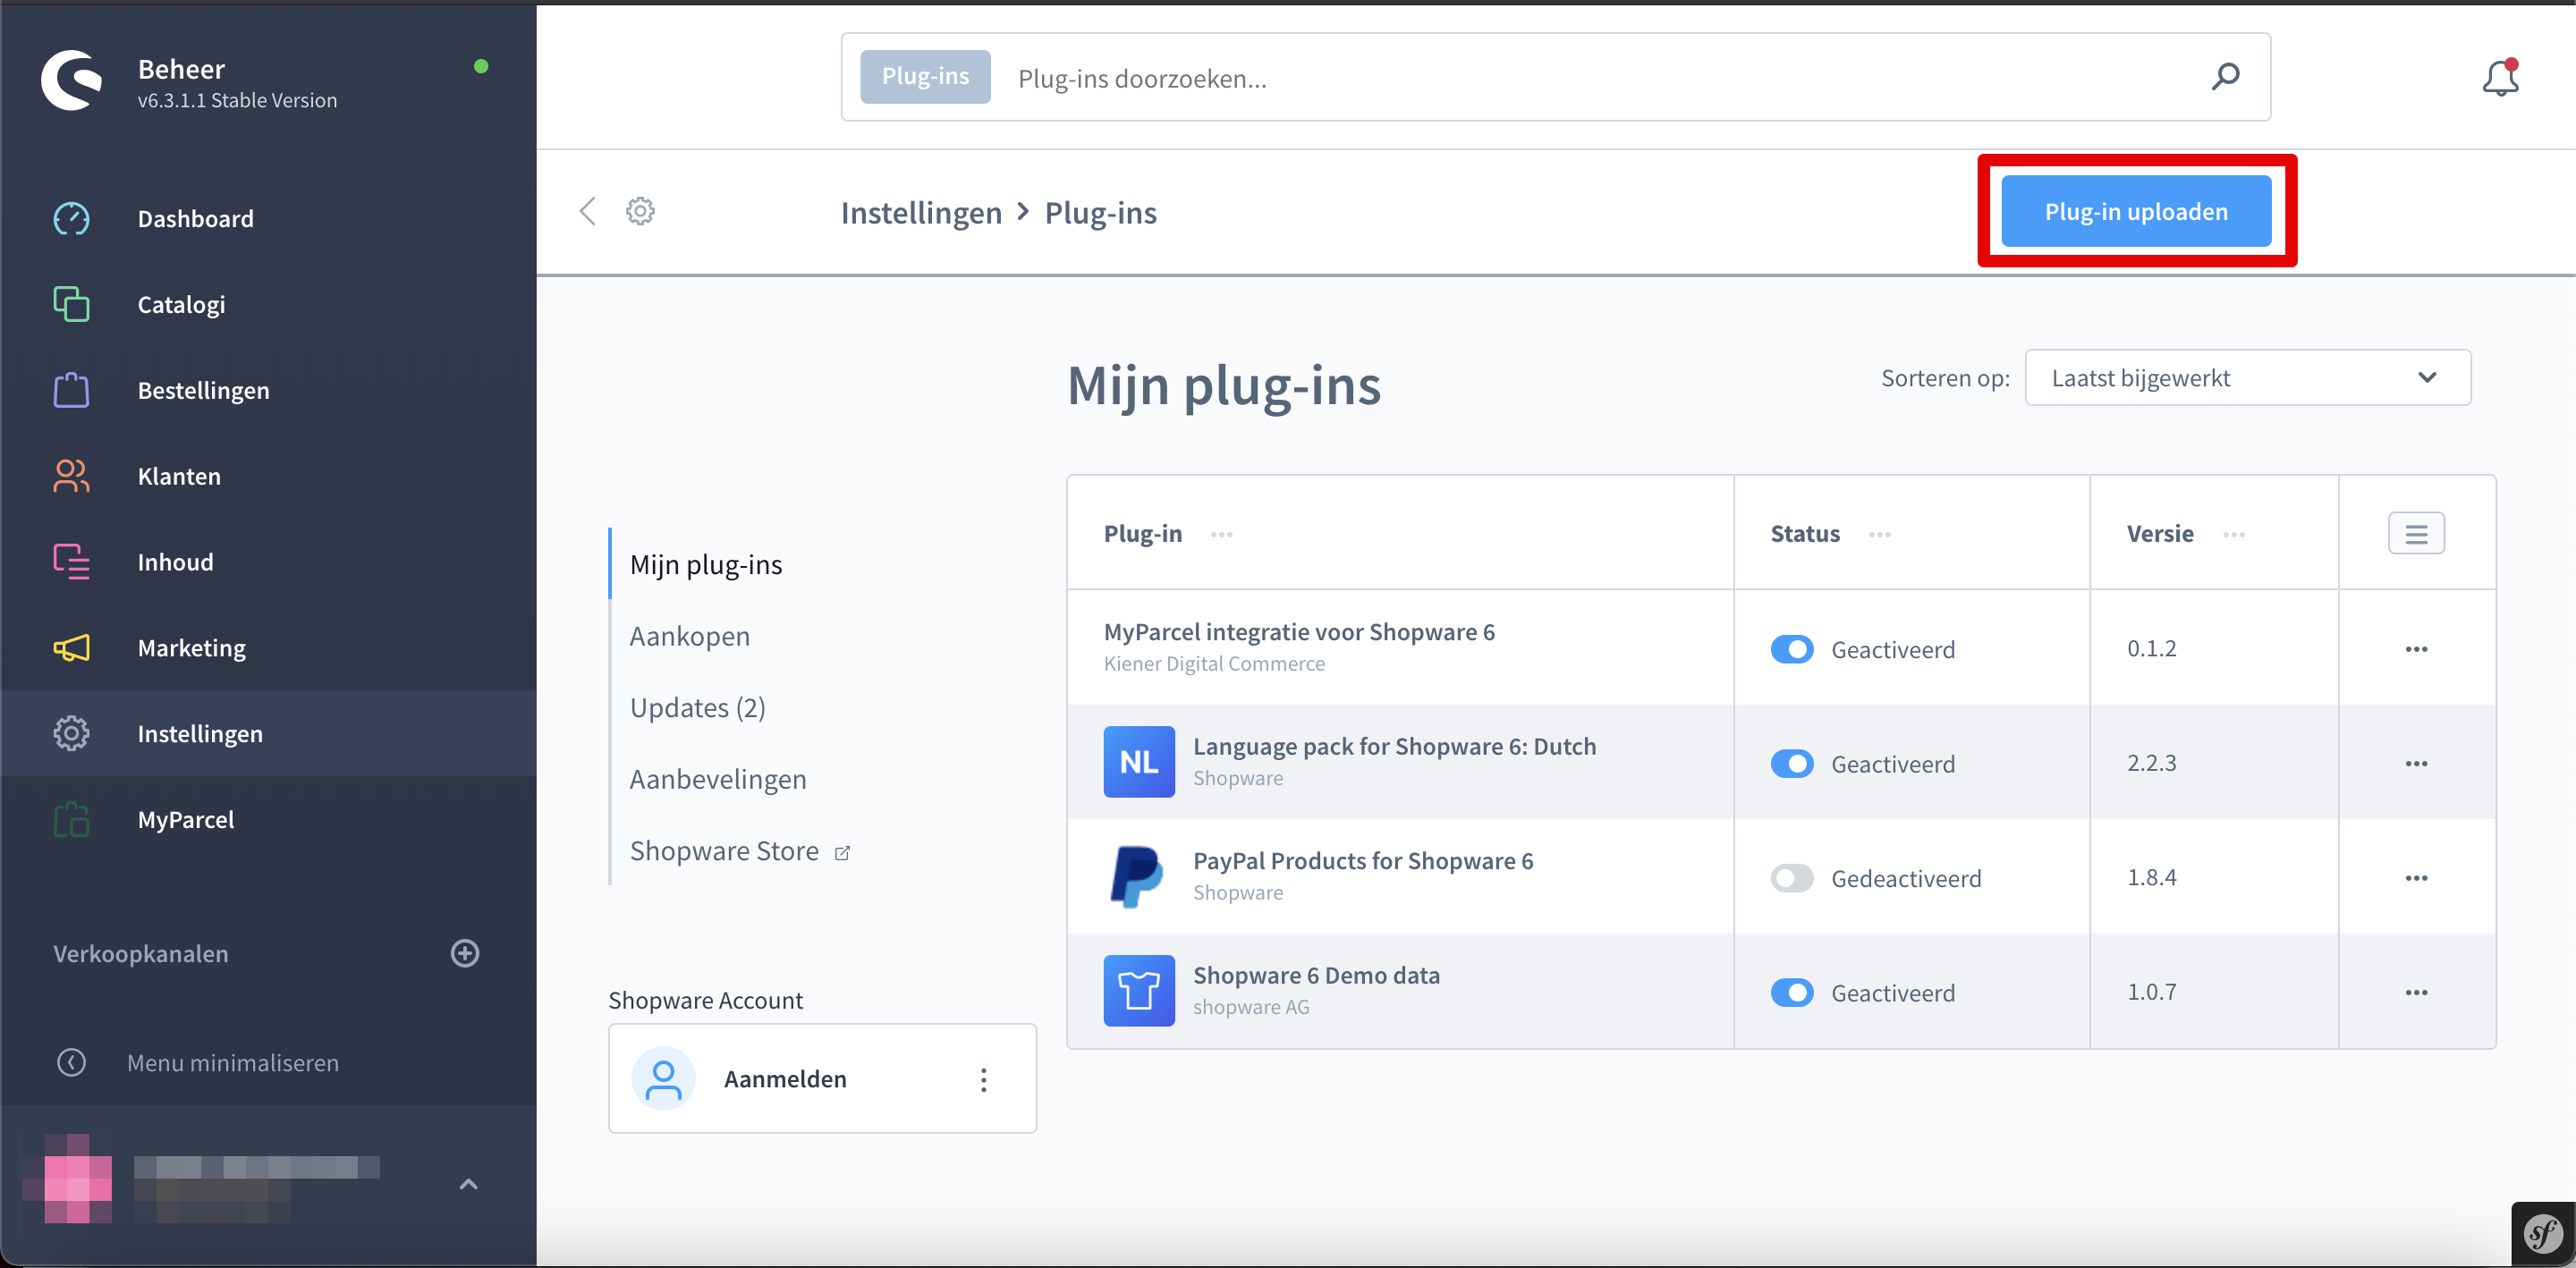 Beheer
v6.3.1.1 Stable Version
Dashboard
Catalogi
Bestellingen
Klanten
Inhoud
Marketing
Instellingen
MyParcel
Verkoopkanalen
Menu minimaliseren
Plug-ins
Plug-ins doorzoeken...
Instellingen > Plug-ins
Plug-in uploaden
Mijn plug-ins
Sorteren op:
Laatst bijgewerkt
Mijn plug-ins
Aankopen
Updates (2)
Aanbevelingen
Shopware Store
Shopware Account
Aanmelden
Plug-in
Status
Versie
MyParcel integratie voor Shopware 6
Kiener Digital Commerce
Geactiveerd
0.1.2
NL
Language pack for Shopware 6: Dutch
Shopware
Geactiveerd
2.2.3
PayPal Products for Shopware 6
Shopware
Gedeactiveerd
1.8.4
Shopware 6 Demo data
shopware AG
Geactiveerd
1.0.7
sf